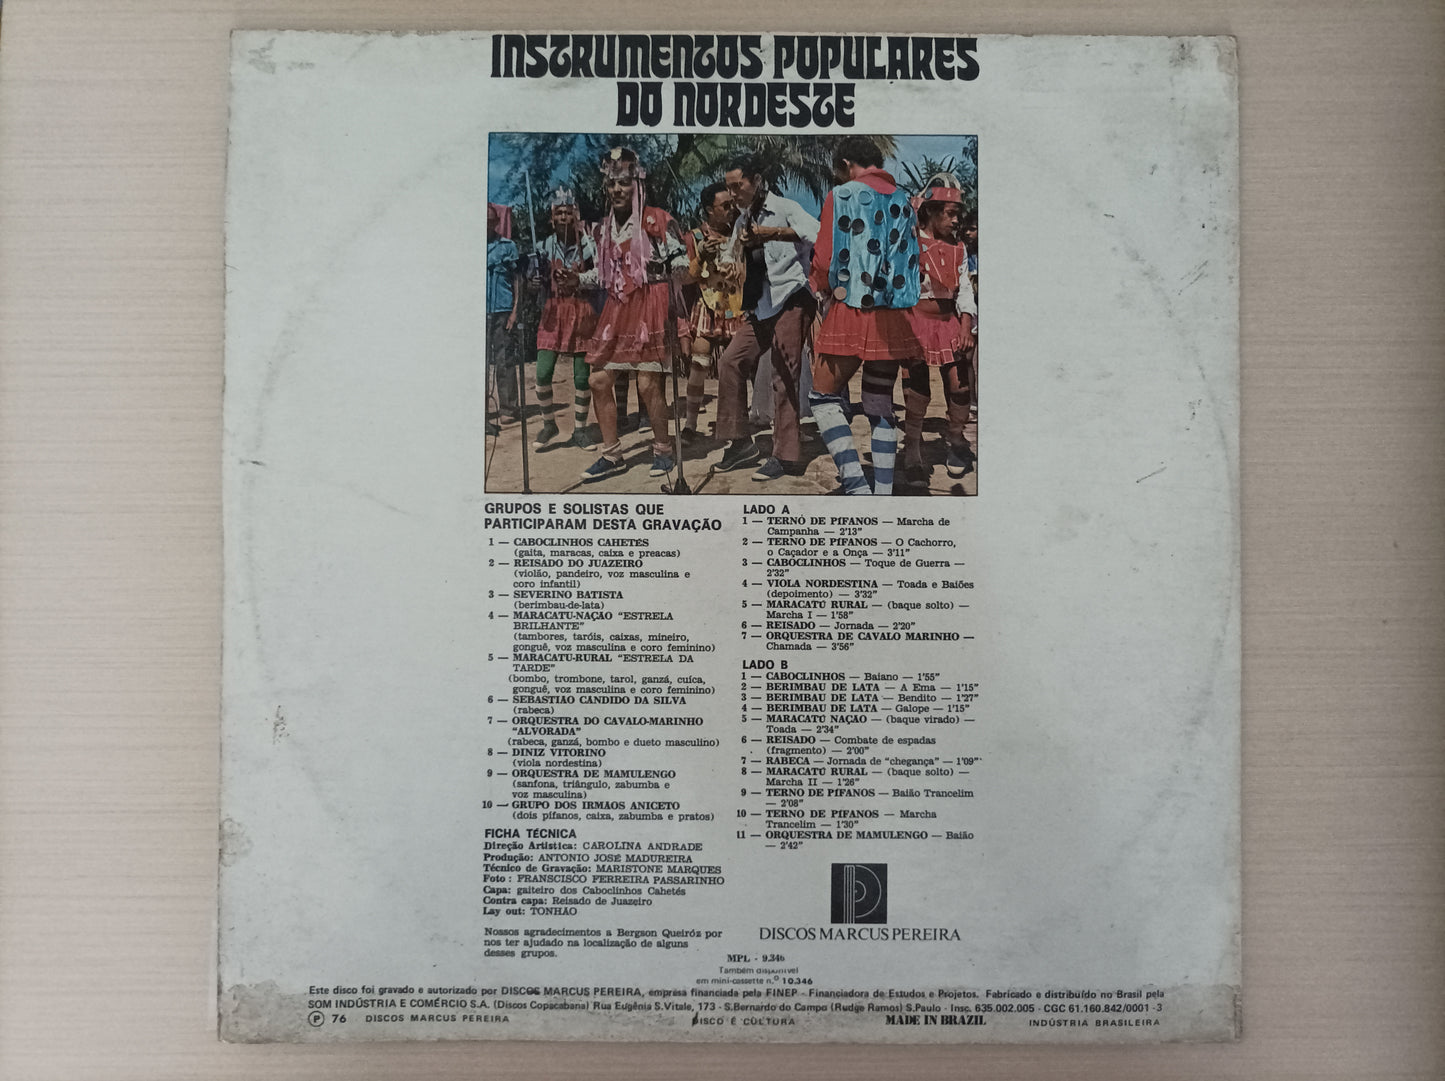 INSTRUMENTOS POPULARES
DO NORDESTE
GRUPOS E SOLISTAS QUE
PARTICIPARAM DESTA GRAVAÇÃO
1 — CABOCLINHOS CAHETÉS
(gaita, maracas, caixa e preacas)
2 — REISADO DO JUAZEIRO
(violão, pandeiro, voz masculina e
coro infantil)
3 — SEVERINO BATISTA
(berimbau-de-lata)
4 — MARACATU-NAÇÃO “ESTRELA
BRILHANTE”
(tambores, taróis, caixas, mineiro,
gonguê, voz masculina e coro feminino)
5 — MARACATU-RURAL “ESTRELA DA
TARDE”
(bombo, trombone, tarol, ganzá, cuíca,
gonguê, voz masculina e coro feminino)
6 — SEBASTIÃO CANDIDO DA SILVA
(rabeca)
7 — ORQUESTRA DO CAVALO-MARINHO
“ALVORADA”
(rabeca, ganzá, bombo e dueto masculino)
8 — DINIZ VITORINO
(viola nordestina)
9 — ORQUESTRA DE MAMULENGO
(sanfona, triângulo, zabumba e
voz masculina)
10 — GRUPO DOS IRMÃOS ANICETO
(dois pífanos, caixa, zabumba e pratos)
FICHA TÉCNICA
Direção Artística: CAROLINA ANDRADE
Produção: ANTONIO JOSÉ MADUREIRA
Técnico de Gravação: MARISTONE MARQUES
Foto : FRANSCISCO FERREIRA PASSARINHO
Capa: gaiteiro dos Caboclinhos Cahetés
Contra capa: Reisado de Juazeiro
Lay out: TONHÃO
Nossos agradecimentos a Bergson Queiróz por
nos ter ajudado na localização de alguns
desses grupos.
LADO A
1 — TERNÓ DE PÍFANOS — Marcha de
Campanha — 2’13”
2 — TERNO DE PÍFANOS — O Cachorro,
o Caçador e a Onça — 3’11”
3 — CABOCLINHOS — Toque de Guerra —
2’32”
4 — VIOLA NORDESTINA — Toada e Baiões
(depoimento) — 3’32”
5 — MARACATÚ RURAL — (baque solto) —
Marcha I — 1’58”
6 — REISADO — Jornada — 2’20”
7 — ORQUESTRA DE CAVALO MARINHO —
Chamada — 3’56”
LADO B
1 — CABOCLINHOS — Baiano — 1’55”
2 — BERIMBAU DE LATA — A Ema — 1’15”
3 — BERIMBAU DE LATA — Bendito — 1’27”
4 — BERIMBAU DE LATA — Galope — 1’15”
5 — MARACATÚ NAÇÃO — (baque virado) —
Toada — 2’34”
6 — REISADO — Combate de espadas
(fragmento) — 2’00”
7 — RABECA — Jornada de “chegança” — 1’09”
8 — MARACATÚ RURAL — (baque solto) —
Marcha II — 1’26”
9 — TERNO DE PÍFANOS — Baião Trancelim
— 2’08”
10 — TERNO DE PÍFANOS — Marcha
Trancelim — 1’30”
11 — ORQUESTRA DE MAMULENGO — Baião
— 2’42”
DISCOS MARCUS PEREIRA
MPL - 9.346
Também disponível
em mini-cassette n.º 10.346
Este disco foi gravado e autorizado por DISCOS MARCUS PEREIRA, empresa financiada pela FINEP - Financiadora de Estudos e Projetos. Fabricado e distribuído no Brasil pela
SOM INDÚSTRIA E COMÉRCIO S.A. (Discos Copacabana) Rua Eugênia S.Vitale, 173 - S.Bernardo do Campo (Rudge Ramos) S.Paulo - Insc. 635.002.005 - CGC 61.160.842/0001-3
Ⓟ 76 DISCOS MARCUS PEREIRA DISCO É CULTURA MADE IN BRAZIL INDÚSTRIA BRASILEIRA